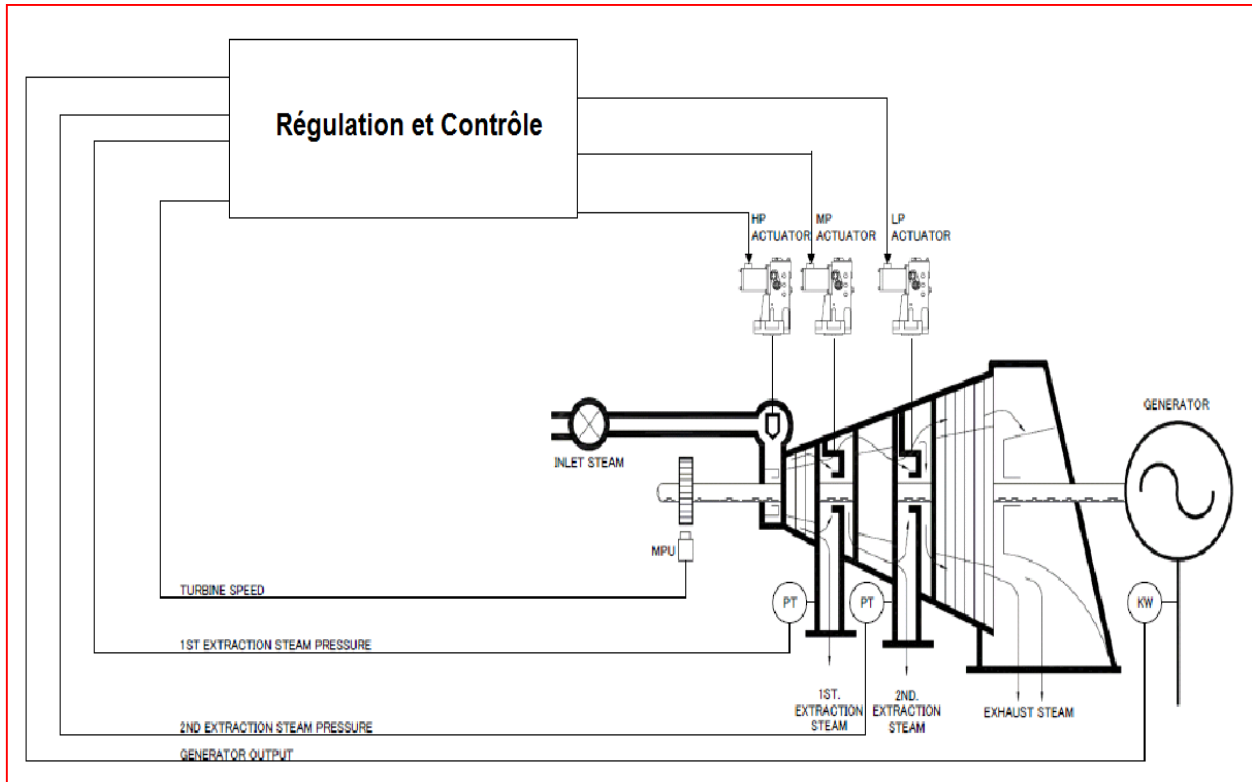 Régulation et Contrôle
HP
ACTUATOR
MP
ACTUATOR
LP
ACTUATOR
GENERATOR
INLET STEAM
MPU
TURBINE SPEED
PT
PT
KW
1ST EXTRACTION STEAM PRESSURE
1ST.
EXTRACTION
STEAM
2ND.
EXTRACTION
STEAM
EXHAUST STEAM
2ND EXTRACTION STEAM PRESSURE
GENERATOR OUTPUT